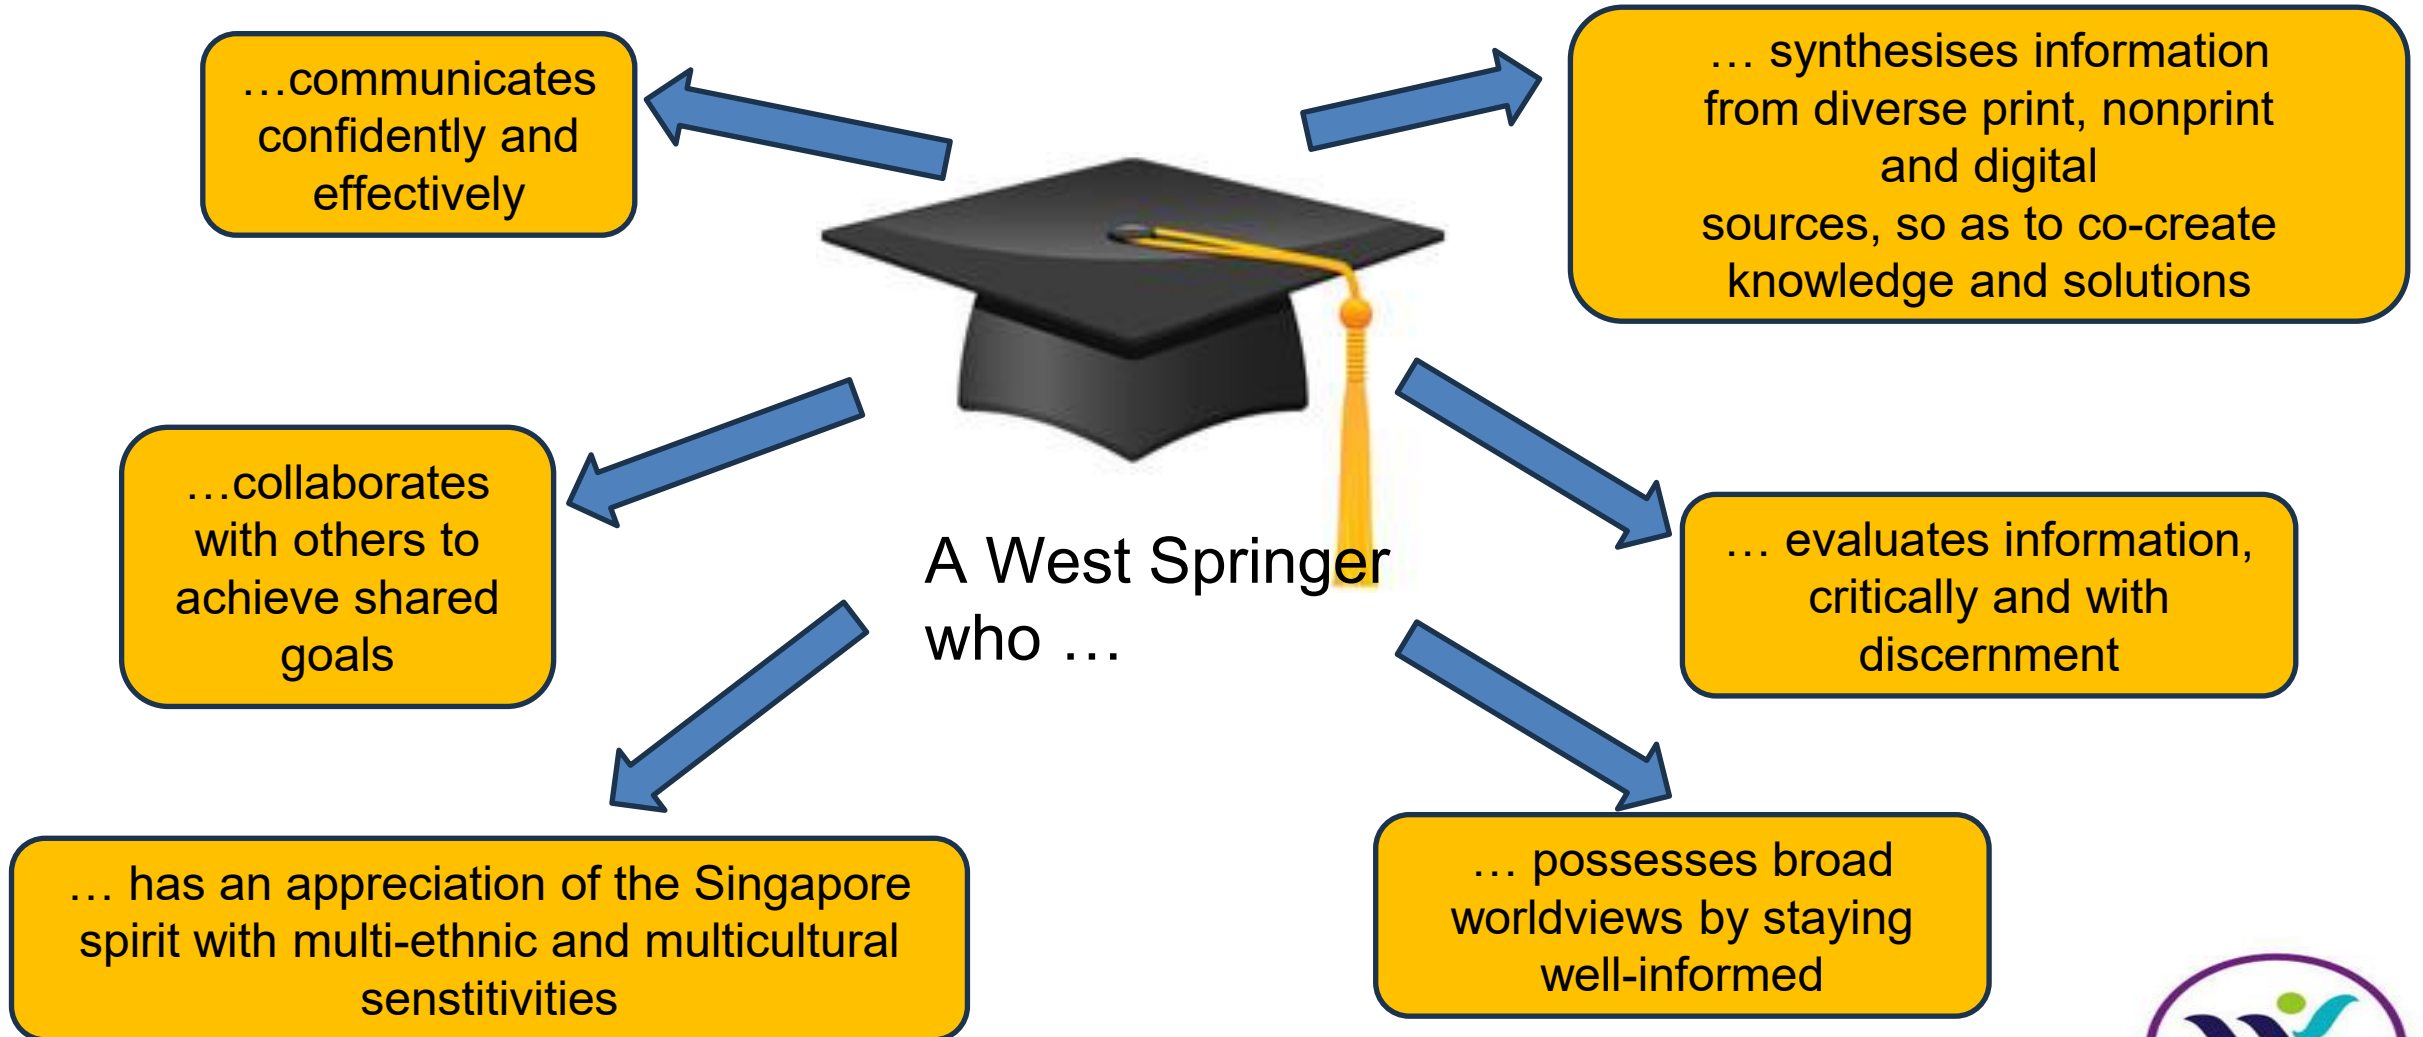 …communicates
confidently and
effectively
… synthesises information
from diverse print, nonprint
and digital
sources, so as to co-create
knowledge and solutions
…collaborates
with others to
achieve shared
goals
A West Springer
who …
… evaluates information,
critically and with
discernment
… has an appreciation of the Singapore
spirit with multi-ethnic and multicultural
senstitivities
… possesses broad
worldviews by staying
well-informed